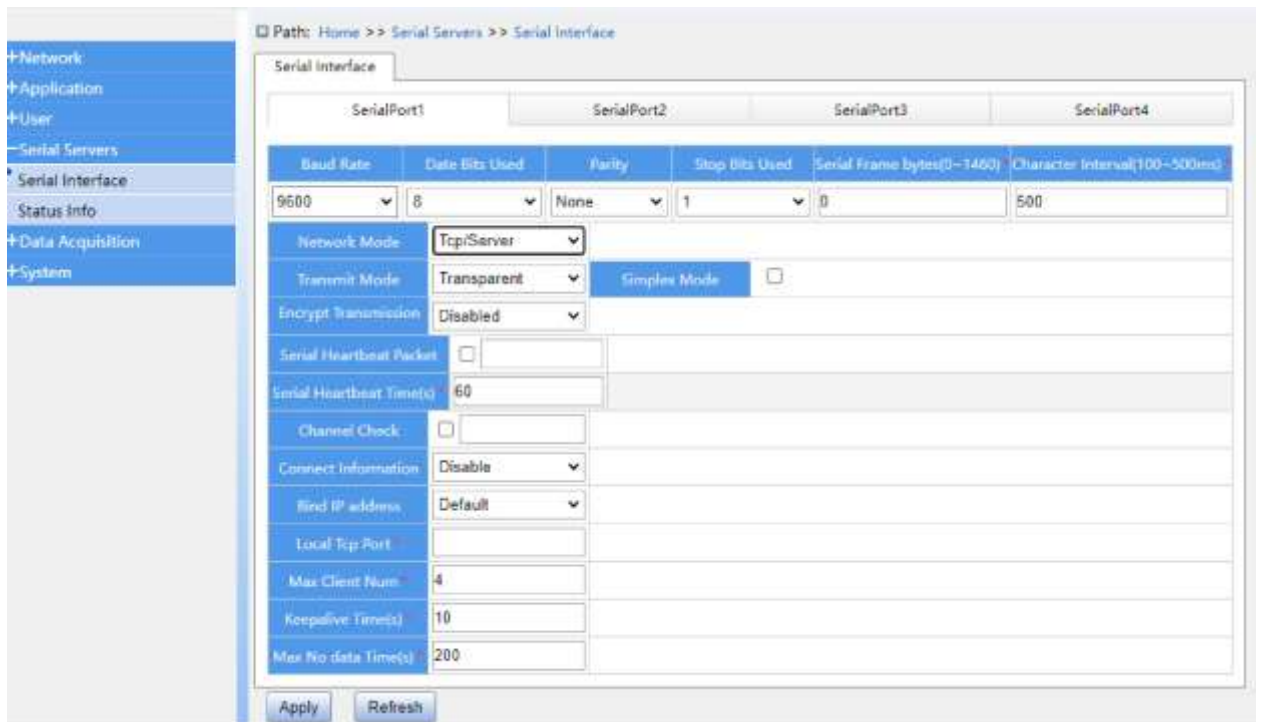 Path: Home >> Serial Servers >> Serial Interface
+Network
+Application
+User
−Serial Servers
Serial Interface
Status Info
+Data Acquisition
+System
Serial Interface
SerialPort1 SerialPort2 SerialPort3 SerialPort4
Baud Rate Date Bits Used Parity Stop Bits Used Serial Frame bytes(0~1460) * Character Interval(100~500ms) *
9600 8 None 1 0 500
Network Mode Tcp/Server
Transmit Mode Transparent Simplex Mode
Encrypt Transmission Disabled
Serial Heartbeat Packet
Serial Heartbeat Time(s) * 60
Channel Check
Connect Information Disable
Bind IP address Default
Local Tcp Port *
Max Client Num * 4
Keepalive Time(s) * 10
Max No data Time(s) * 200
Apply Refresh